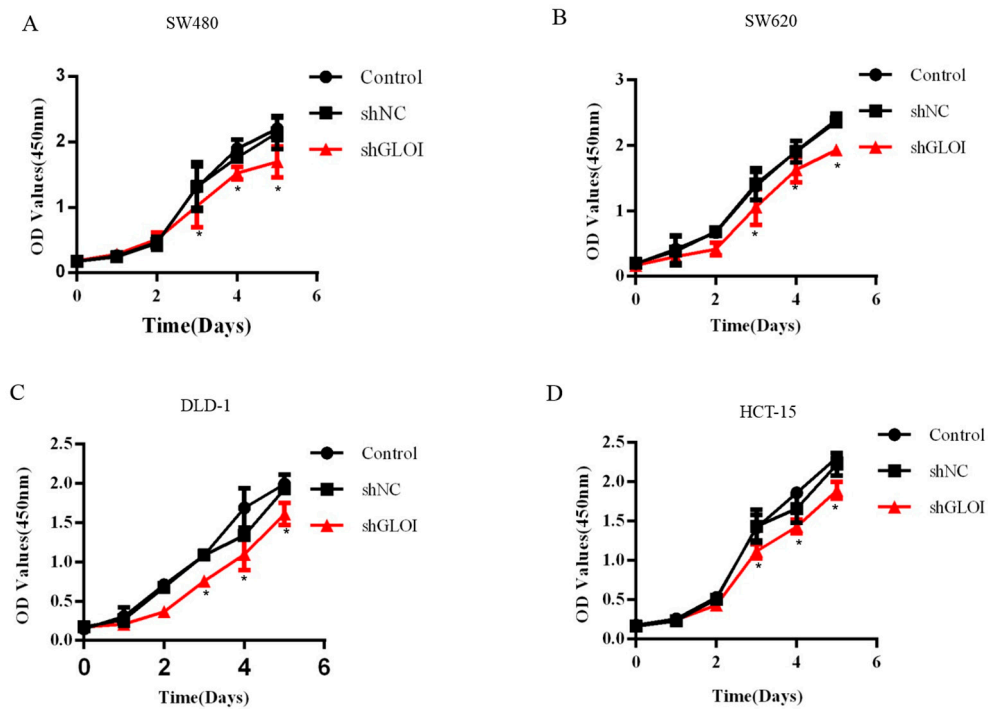 A
SW480
3
2
1
0
0
2
4
6
OD Values(450nm)
Time(Days)
Control
shNC
shGLOI
*
*
*
B
SW620
3
2
1
0
0
2
4
6
OD Values(450nm)
Time(Days)
Control
shNC
shGLOI
*
*
*
C
DLD-1
2.5
2.0
1.5
1.0
0.5
0.0
0
2
4
6
OD Values(450nm)
Time(Days)
Control
shNC
shGLOI
*
*
*
D
HCT-15
2.5
2.0
1.5
1.0
0.5
0.0
0
2
4
6
OD Values(450nm)
Time(Days)
Control
shNC
shGLOI
*
*
*